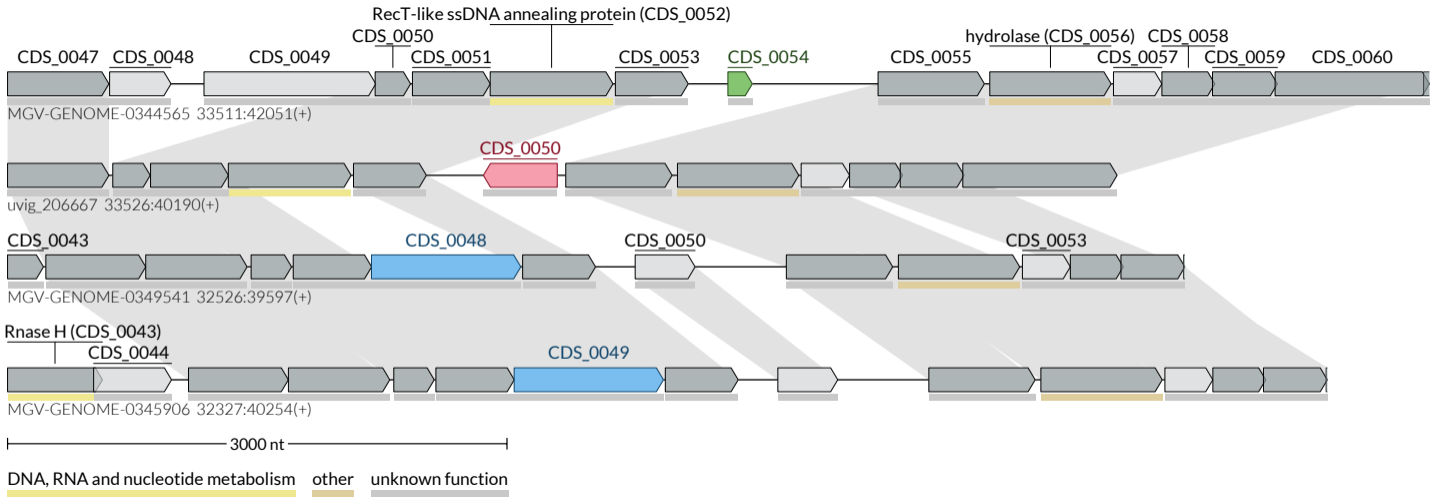 RecT-like ssDNA annealing protein (CDS_0052)
CDS_0050 hydrolase (CDS_0056) CDS_0058
CDS_0047 CDS_0048 CDS_0049 CDS_0051 CDS_0053 CDS_0054 CDS_0055 CDS_0057 CDS_0059 CDS_0060
MGV-GENOME-0344565 33511:42051(+)
CDS_0050
uvig_206667 33526:40190(+)
CDS_0043 CDS_0048 CDS_0050 CDS_0053
MGV-GENOME-0349541 32526:39597(+)
Rnase H (CDS_0043)
CDS_0044 CDS_0049
MGV-GENOME-0345906 32327:40254(+)
3000 nt
DNA, RNA and nucleotide metabolism other unknown function